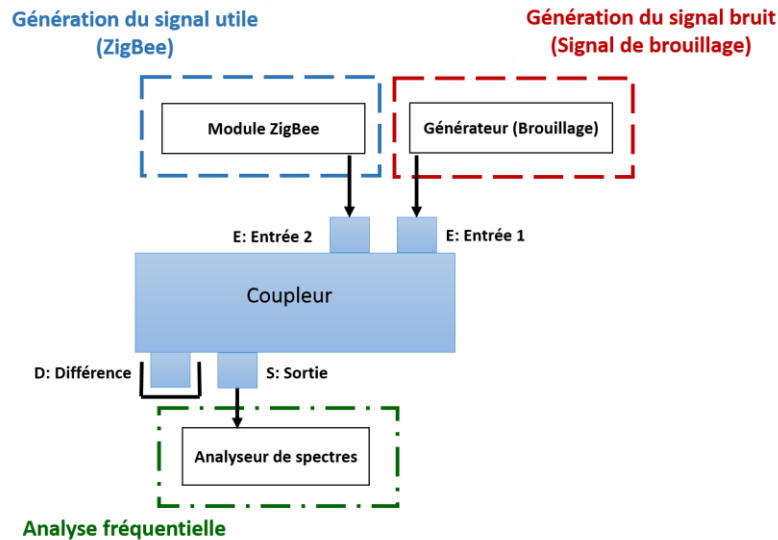 Génération du signal utile
(ZigBee)
Génération du signal bruit
(Signal de brouillage)
Module ZigBee
Générateur (Brouillage)
E: Entrée 2
E: Entrée 1
Coupleur
D: Différence
S: Sortie
Analyseur de spectres
Analyse fréquentielle